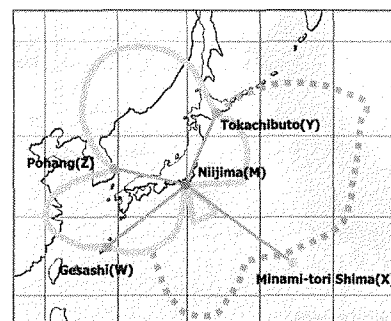 Tokachibuto(Y)
Pohang(Z)
Niijima(M)
Gesashi(W)
Minami-tori Shima(X)